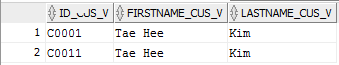 ID_CUS_V FIRSTNAME_CUS_V LASTNAME_CUS_V
1 C0001 Tae Hee Kim
2 C0011 Tae Hee Kim